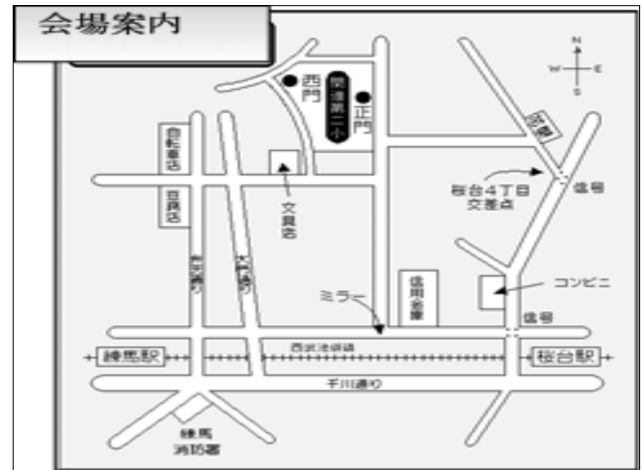 会場案内
N
W E
S
西門
開進第二小
正門
花屋
自転車店
桜台4丁目
交差点
信号
文具店
信用金庫
コンビニ
ミラー
信号
西武池袋線
練馬駅
桜台駅
千川通り
練馬
消防署